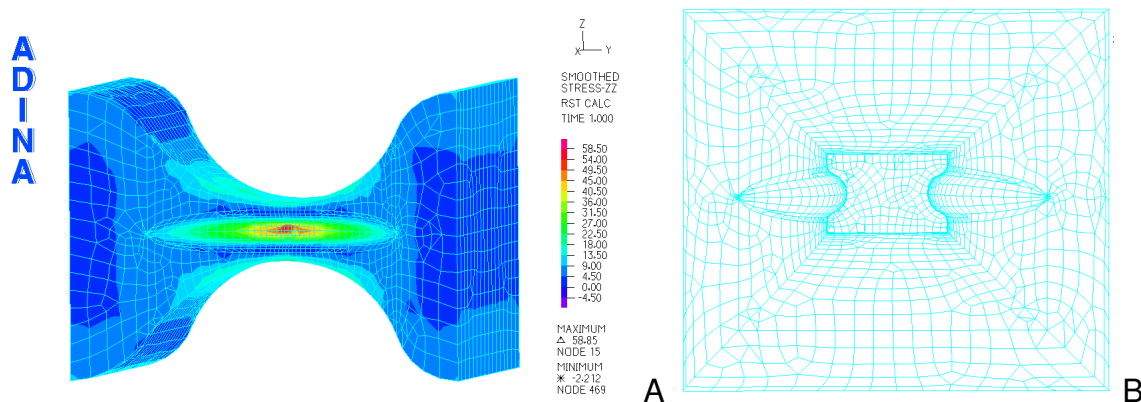 ADINA
Z
X Y
SMOOTHED
STRESS-ZZ
RST CALC
TIME 1.000
58.50
54.00
49.00
45.00
40.50
36.00
31.50
27.00
22.50
18.00
13.50
9.00
4.50
0.00
-4.50
MAXIMUM
△ 58.85
NODE 15
MINIMUM
✳ -2.212
NODE 469
A
B